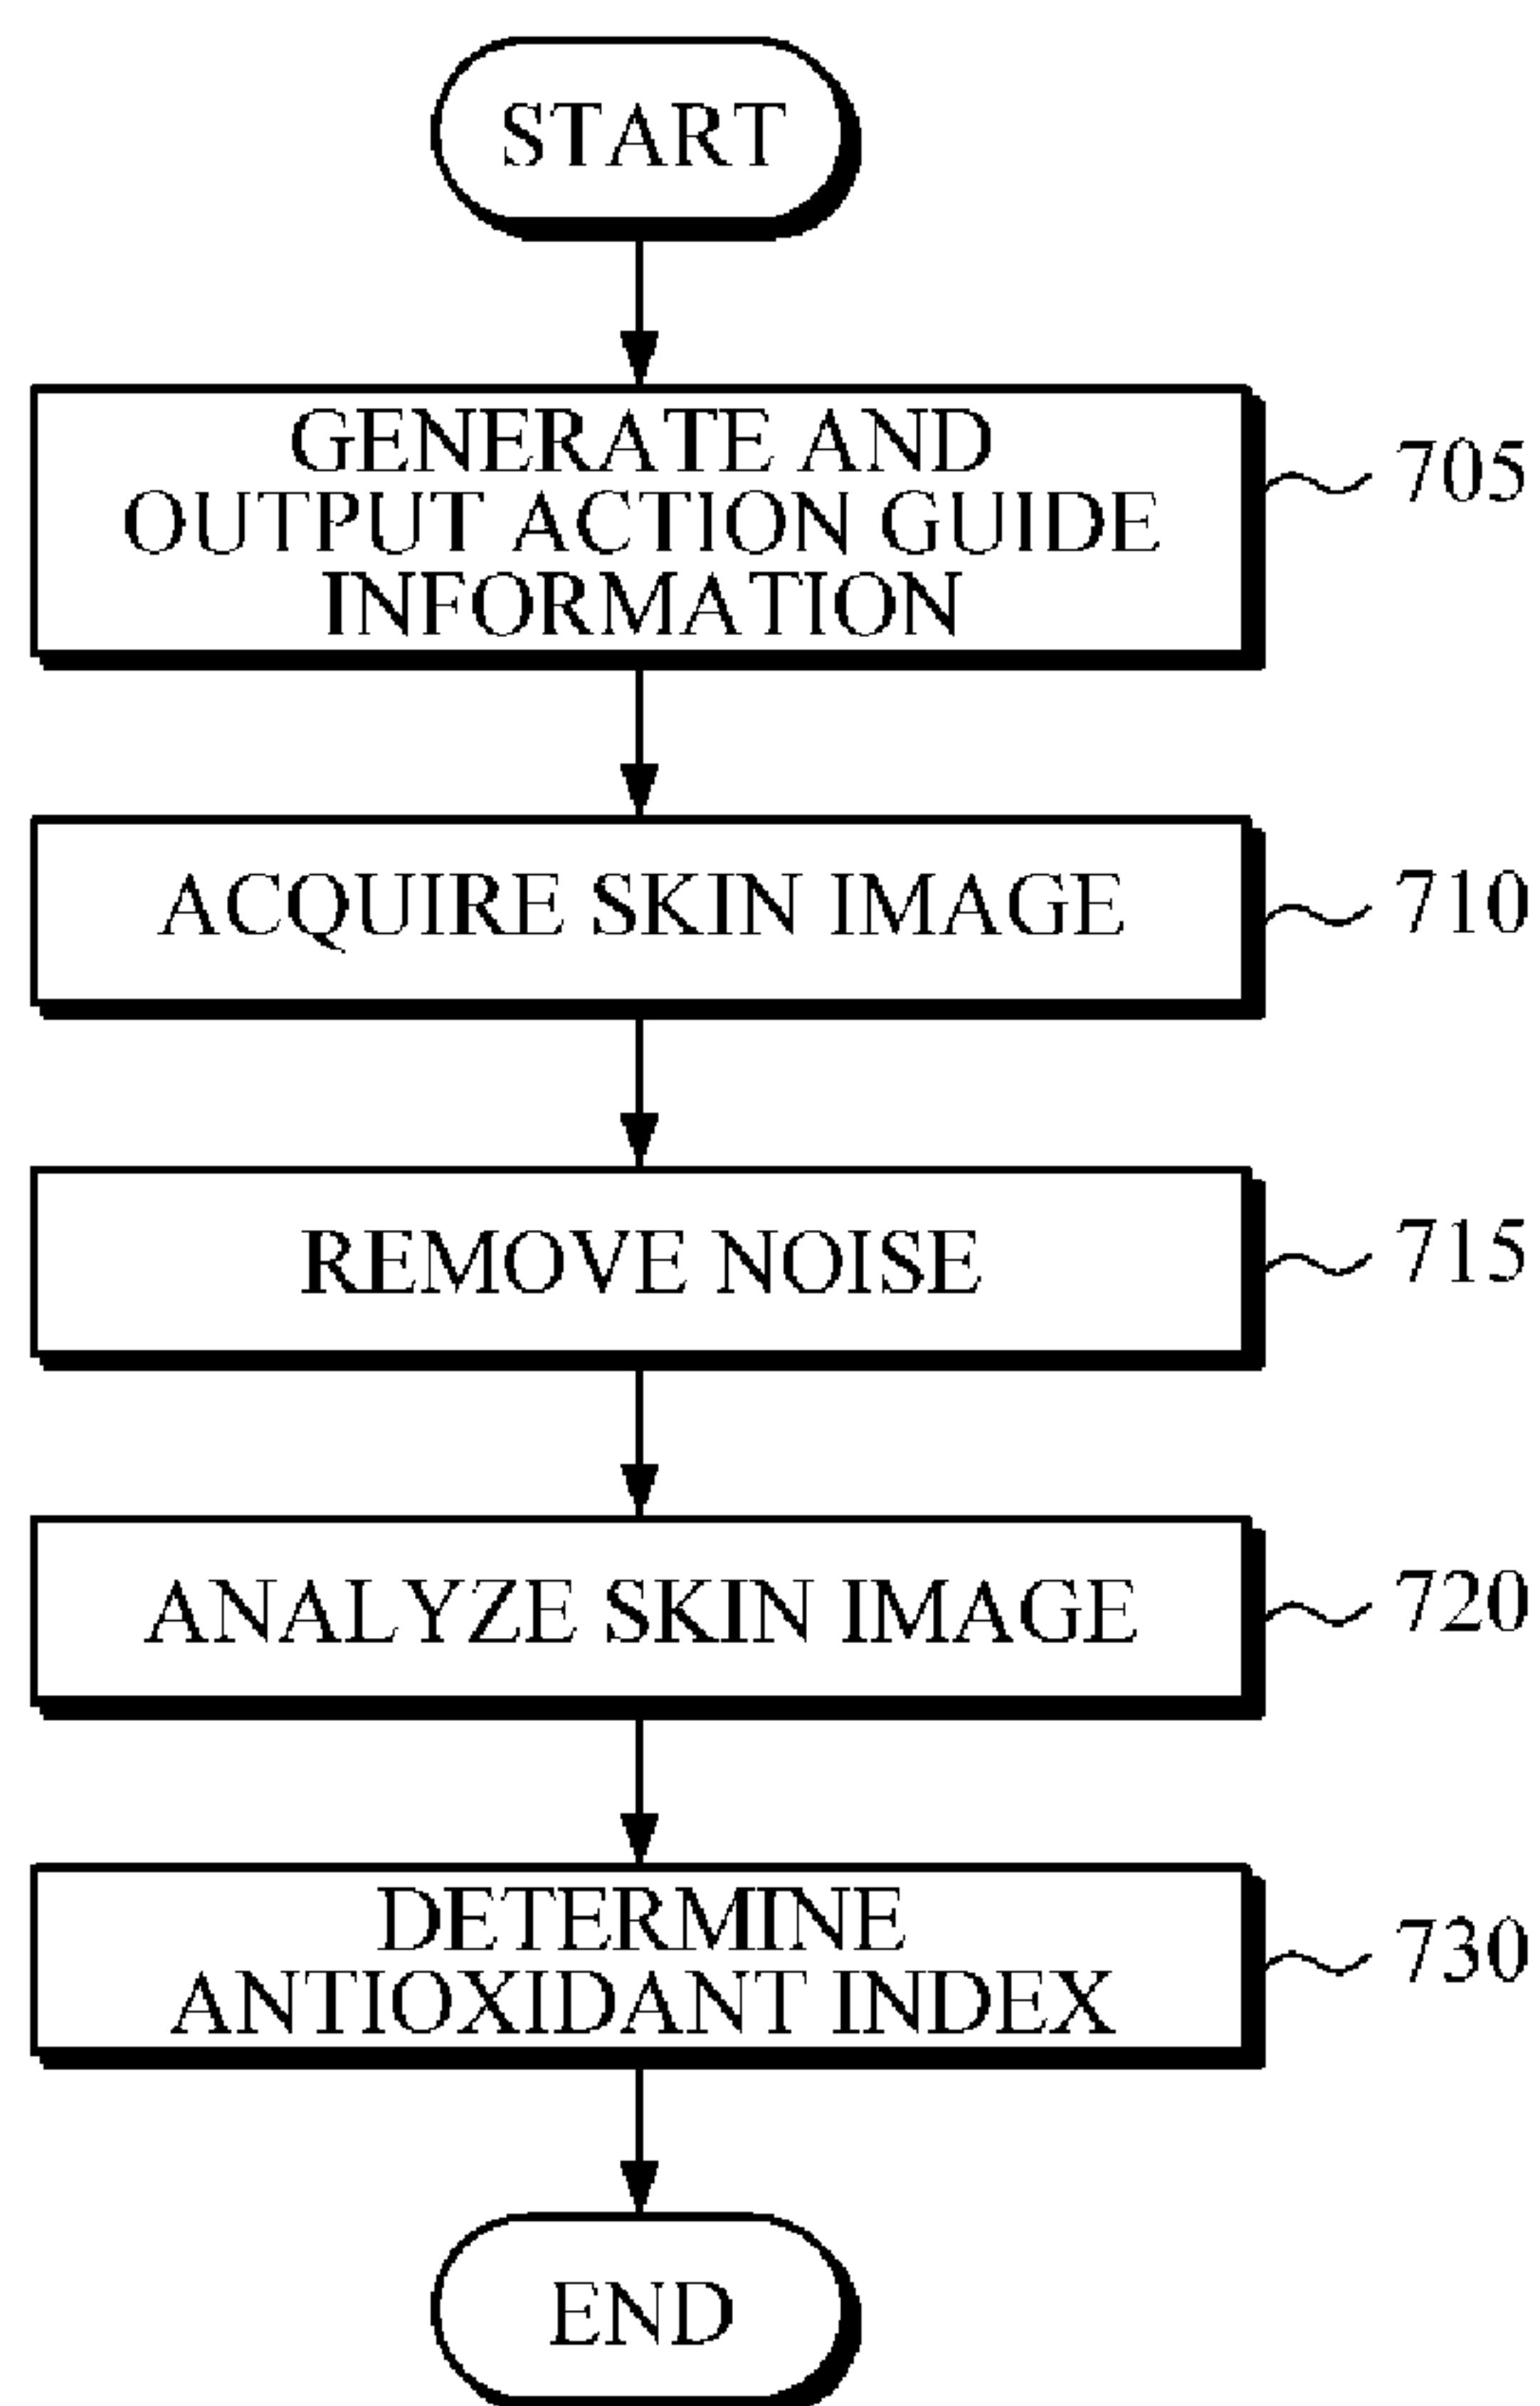 START
GENERATE AND
OUTPUT ACTION GUIDE
INFORMATION
705
ACQUIRE SKIN IMAGE
710
REMOVE NOISE
715
ANALYZE SKIN IMAGE
720
DETERMINE
ANTIOXIDANT INDEX
730
END